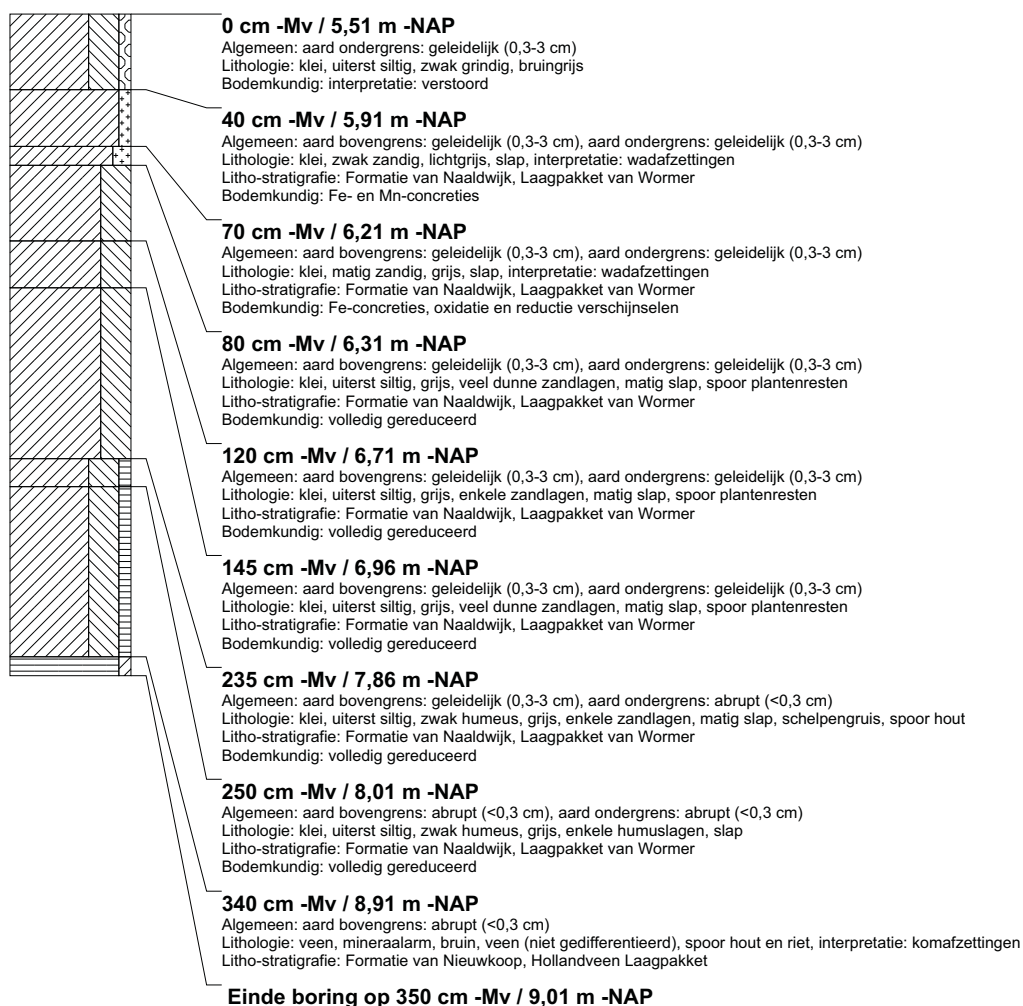 0 cm -Mv / 5,51 m -NAP
Algemeen: aard ondergrens: geleidelijk (0,3-3 cm)
Lithologie: klei, uiterst siltig, zwak grindig, bruingrijs
Bodemkundig: interpretatie: verstoord
40 cm -Mv / 5,91 m -NAP
Algemeen: aard bovengrens: geleidelijk (0,3-3 cm), aard ondergrens: geleidelijk (0,3-3 cm)
Lithologie: klei, zwak zandig, lichtgrijs, slap, interpretatie: wadafzettingen
Litho-stratigrafie: Formatie van Naaldwijk, Laagpakket van Wormer
Bodemkundig: Fe- en Mn-concreties
70 cm -Mv / 6,21 m -NAP
Algemeen: aard bovengrens: geleidelijk (0,3-3 cm), aard ondergrens: geleidelijk (0,3-3 cm)
Lithologie: klei, matig zandig, grijs, slap, interpretatie: wadafzettingen
Litho-stratigrafie: Formatie van Naaldwijk, Laagpakket van Wormer
Bodemkundig: Fe-concreties, oxidatie en reductie verschijnselen
80 cm -Mv / 6,31 m -NAP
Algemeen: aard bovengrens: geleidelijk (0,3-3 cm), aard ondergrens: geleidelijk (0,3-3 cm)
Lithologie: klei, uiterst siltig, grijs, veel dunne zandlagen, matig slap, spoor plantenresten
Litho-stratigrafie: Formatie van Naaldwijk, Laagpakket van Wormer
Bodemkundig: volledig gereduceerd
120 cm -Mv / 6,71 m -NAP
Algemeen: aard bovengrens: geleidelijk (0,3-3 cm), aard ondergrens: geleidelijk (0,3-3 cm)
Lithologie: klei, uiterst siltig, grijs, enkele zandlagen, matig slap, spoor plantenresten
Litho-stratigrafie: Formatie van Naaldwijk, Laagpakket van Wormer
Bodemkundig: volledig gereduceerd
145 cm -Mv / 6,96 m -NAP
Algemeen: aard bovengrens: geleidelijk (0,3-3 cm), aard ondergrens: geleidelijk (0,3-3 cm)
Lithologie: klei, uiterst siltig, grijs, veel dunne zandlagen, matig slap, spoor plantenresten
Litho-stratigrafie: Formatie van Naaldwijk, Laagpakket van Wormer
Bodemkundig: volledig gereduceerd
235 cm -Mv / 7,86 m -NAP
Algemeen: aard bovengrens: geleidelijk (0,3-3 cm), aard ondergrens: abrupt (<0,3 cm)
Lithologie: klei, uiterst siltig, zwak humeus, grijs, enkele zandlagen, matig slap, schelpengruis, spoor hout
Litho-stratigrafie: Formatie van Naaldwijk, Laagpakket van Wormer
Bodemkundig: volledig gereduceerd
250 cm -Mv / 8,01 m -NAP
Algemeen: aard bovengrens: abrupt (<0,3 cm), aard ondergrens: abrupt (<0,3 cm)
Lithologie: klei, uiterst siltig, zwak humeus, grijs, enkele humuslagen, slap
Litho-stratigrafie: Formatie van Naaldwijk, Laagpakket van Wormer
Bodemkundig: volledig gereduceerd
340 cm -Mv / 8,91 m -NAP
Algemeen: aard bovengrens: abrupt (<0,3 cm)
Lithologie: veen, mineraalarm, bruin, veen (niet gedifferentieerd), spoor hout en riet, interpretatie: komafzettingen
Litho-stratigrafie: Formatie van Nieuwkoop, Hollandveen Laagpakket
Einde boring op 350 cm -Mv / 9,01 m -NAP